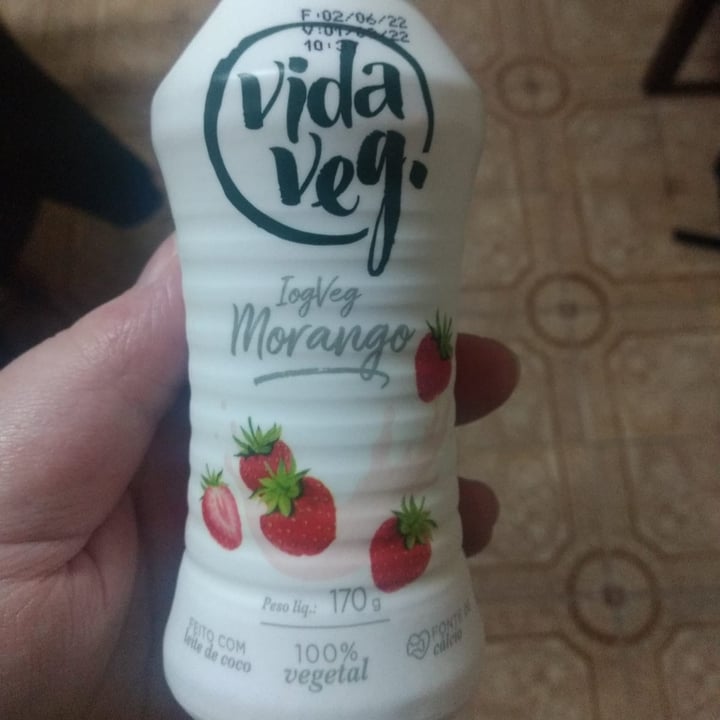 F:02/06/22
10:3
vida
veg.
IogVeg
Morango
Peso líq.: 170 g
FEITO COM
leite de coco
100%
vegetal
FONTE DE
cálcio